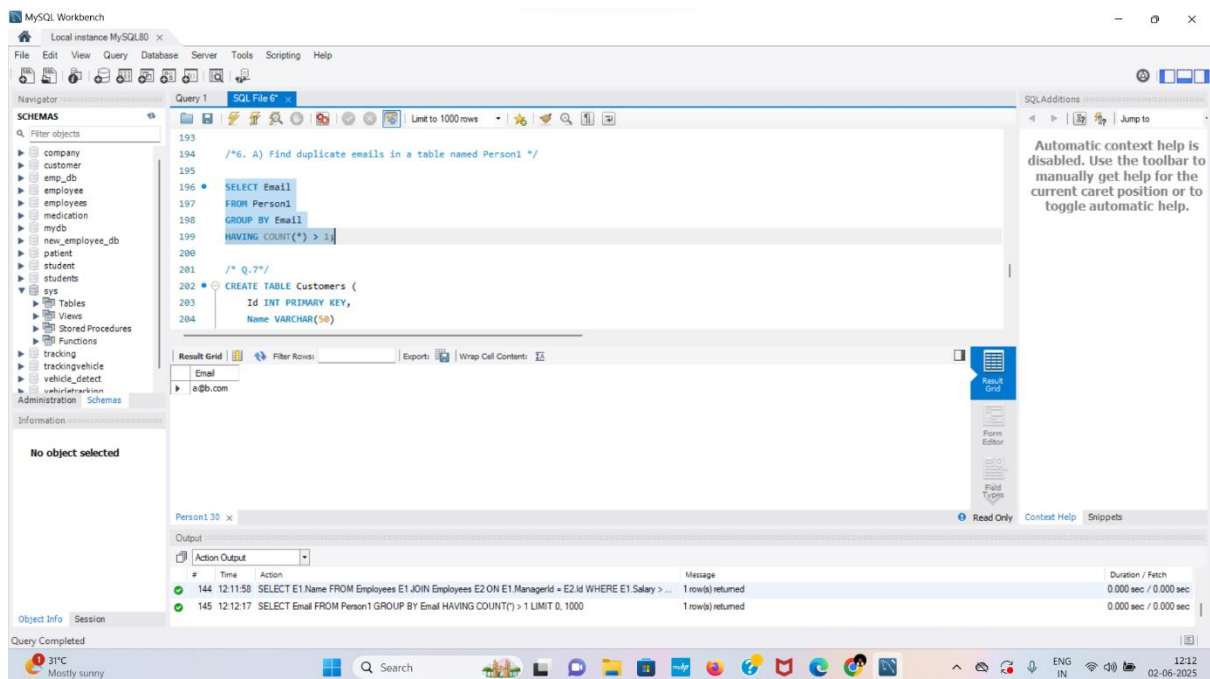 MySQL Workbench
Local instance MySQL80 ×
File Edit View Query Database Server Tools Scripting Help
Navigator
Query 1 SQL File 6* ×
SQLAdditions
SCHEMAS
Filter objects
company
customer
emp_db
employee
employees
medication
mydb
new_employee_db
patient
student
students
sys
Tables
Views
Stored Procedures
Functions
tracking
trackingvehicle
vehicle_detect
vehicletracking
Administration Schemas
Information
No object selected
Object Info Session
Limit to 1000 rows
193
194 /*6. A) Find duplicate emails in a table named Person1 */
195
196 SELECT Email
197 FROM Person1
198 GROUP BY Email
199 HAVING COUNT(*) > 1;
200
201 /* Q.7*/
202 CREATE TABLE Customers (
203 Id INT PRIMARY KEY,
204 Name VARCHAR(50)
Result Grid Filter Rows: Export: Wrap Cell Content:
Email
a@b.com
Result Grid
Form Editor
Field Types
Person1 30 × Read Only
Jump to
Automatic context help is
disabled. Use the toolbar to
manually get help for the
current caret position or to
toggle automatic help.
Context Help Snippets
Output
Action Output
# Time Action Message Duration / Fetch
144 12:11:58 SELECT E1.Name FROM Employees E1 JOIN Employees E2 ON E1.ManagerId = E2.Id WHERE E1.Salary > ... 1 row(s) returned 0.000 sec / 0.000 sec
145 12:12:17 SELECT Email FROM Person1 GROUP BY Email HAVING COUNT(*) > 1 LIMIT 0, 1000 1 row(s) returned 0.000 sec / 0.000 sec
Query Completed
31°C
Mostly sunny
Search
ENG
IN
12:12
02-06-2025